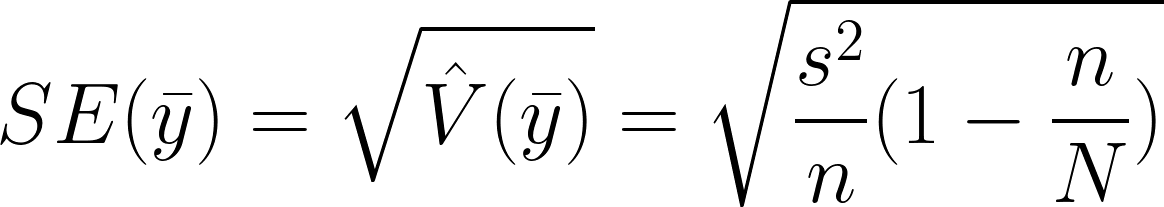 $SE(\bar{y}) = \sqrt{\hat{V}(\bar{y})} = \sqrt{\frac{s^2}{n}(1 - \frac{n}{N})}$